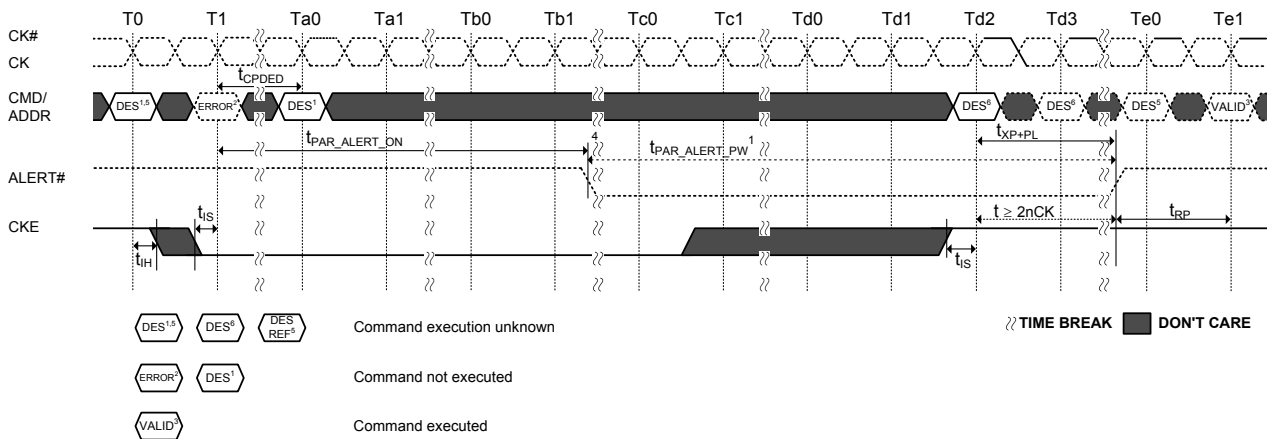 T0 T1 Ta0 Ta1 Tb0 Tb1 Tc0 Tc1 Td0 Td1 Td2 Td3 Te0 Te1
CK#
CK
tCPDED
CMD/
ADDR
DES1,5 ERROR2 DES1 DES6 DES6 DES5 VALID3
tPAR_ALERT_ON 4 tPAR_ALERT_PW1 tXP+PL
ALERT#
CKE tIS t ≥ 2nCK tRP
tIH tIS
DES1,5 DES6 DES
REF5 Command execution unknown
TIME BREAK DON'T CARE
ERROR2 DES1 Command not executed
VALID3 Command executed